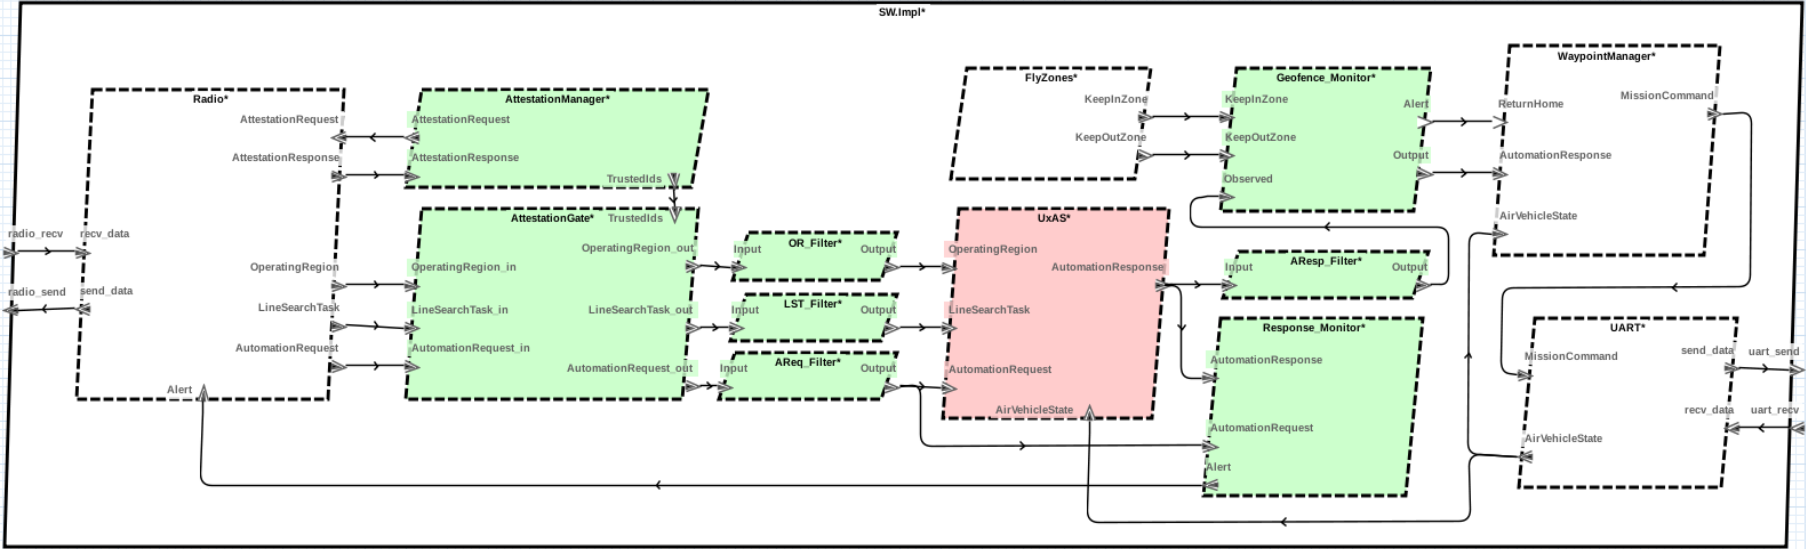 SW.Impl*
Radio*
AttestationRequest
AttestationResponse
radio_recv
recv_data
radio_send
send_data
OperatingRegion
LineSearchTask
AutomationRequest
Alert
AttestationManager*
AttestationRequest
AttestationResponse
TrustedIds
AttestationGate*
TrustedIds
OperatingRegion_out
OperatingRegion_in
LineSearchTask_in
LineSearchTask_out
AutomationRequest_in
AutomationRequest_out
OR_Filter*
Input
Output
LST_Filter*
Input
Output
AReq_Filter*
Input
Output
FlyZones*
KeepInZone
KeepOutZone
UxAS*
OperatingRegion
AutomationResponse
LineSearchTask
AutomationRequest
AirVehicleState
Geofence_Monitor*
KeepInZone
Alert
KeepOutZone
Output
Observed
AResp_Filter*
Input
Output
Response_Monitor*
AutomationResponse
AutomationRequest
Alert
WaypointManager*
MissionCommand
ReturnHome
AutomationResponse
AirVehicleState
UART*
MissionCommand
send_data
uart_send
recv_data
uart_recv
AirVehicleState